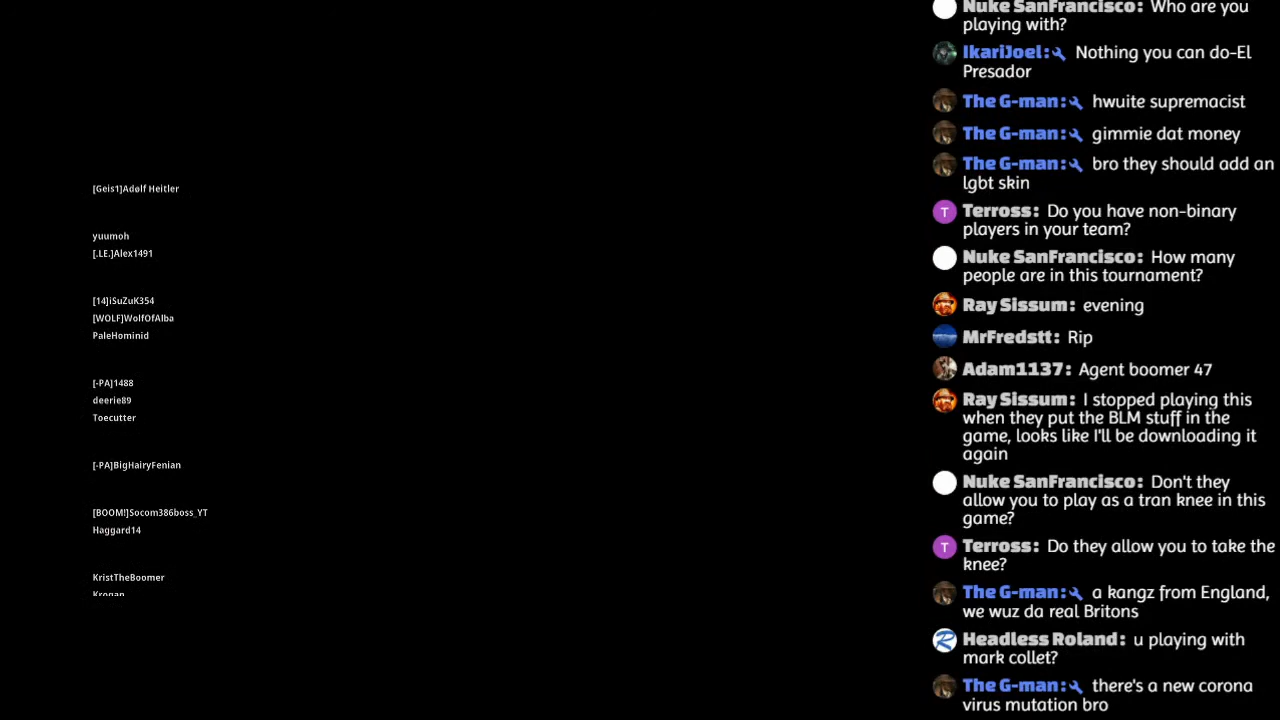 [Geis1]Adølf Heitler
yuumoh
[.LE.]Alex1491
[14]iSuZuK354
[WOLF]WolfOfAlba
PaleHominid
[-PA]1488
deerie89
Toecutter
[-PA]BigHairyFenian
[BOOM!]Socom386boss_YT
Haggard14
KristTheBoomer
Krogan
Nuke SanFrancisco: Who are you
playing with?
IkariJoel: Nothing you can do-El
Presador
The G-man: hwuite supremacist
The G-man: gimmie dat money
The G-man: bro they should add an
lgbt skin
Terross: Do you have non-binary
players in your team?
Nuke SanFrancisco: How many
people are in this tournament?
Ray Sissum: evening
MrFredstt: Rip
Adam1137: Agent boomer 47
Ray Sissum: I stopped playing this
when they put the BLM stuff in the
game, looks like I'll be downloading it
again
Nuke SanFrancisco: Don't they
allow you to play as a tran knee in this
game?
Terross: Do they allow you to take the
knee?
The G-man: a kangz from England,
we wuz da real Britons
Headless Roland: u playing with
mark collet?
The G-man: there's a new corona
virus mutation bro